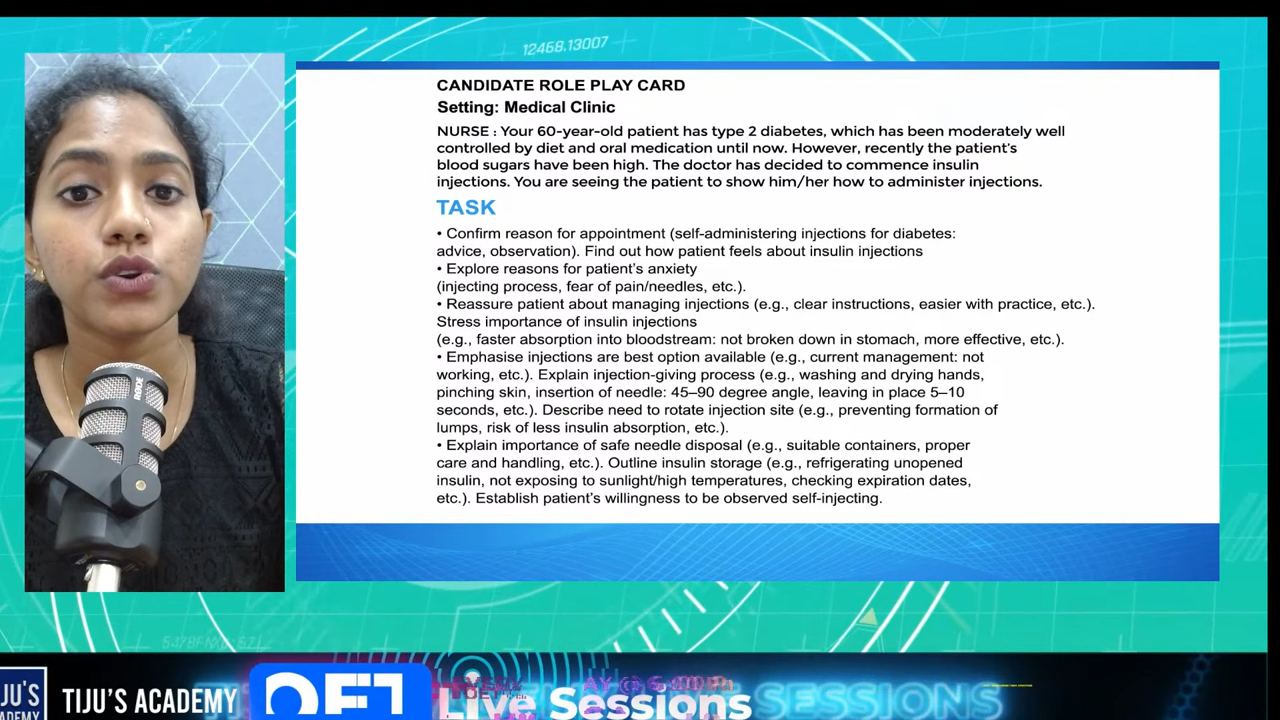 12468.13007
CANDIDATE ROLE PLAY CARD
Setting: Medical Clinic
NURSE : Your 60-year-old patient has type 2 diabetes, which has been moderately well
controlled by diet and oral medication until now. However, recently the patient's
blood sugars have been high. The doctor has decided to commence insulin
injections. You are seeing the patient to show him/her how to administer injections.
TASK
• Confirm reason for appointment (self-administering injections for diabetes:
advice, observation). Find out how patient feels about insulin injections
• Explore reasons for patient's anxiety
(injecting process, fear of pain/needles, etc.).
• Reassure patient about managing injections (e.g., clear instructions, easier with practice, etc.).
Stress importance of insulin injections
(e.g., faster absorption into bloodstream: not broken down in stomach, more effective, etc.).
• Emphasise injections are best option available (e.g., current management: not
working, etc.). Explain injection-giving process (e.g., washing and drying hands,
pinching skin, insertion of needle: 45–90 degree angle, leaving in place 5–10
seconds, etc.). Describe need to rotate injection site (e.g., preventing formation of
lumps, risk of less insulin absorption, etc.).
• Explain importance of safe needle disposal (e.g., suitable containers, proper
care and handling, etc.). Outline insulin storage (e.g., refrigerating unopened
insulin, not exposing to sunlight/high temperatures, checking expiration dates,
etc.). Establish patient's willingness to be observed self-injecting.
RODE
TIJU'S ACADEMY
OET
Live Sessions
SESSIONS